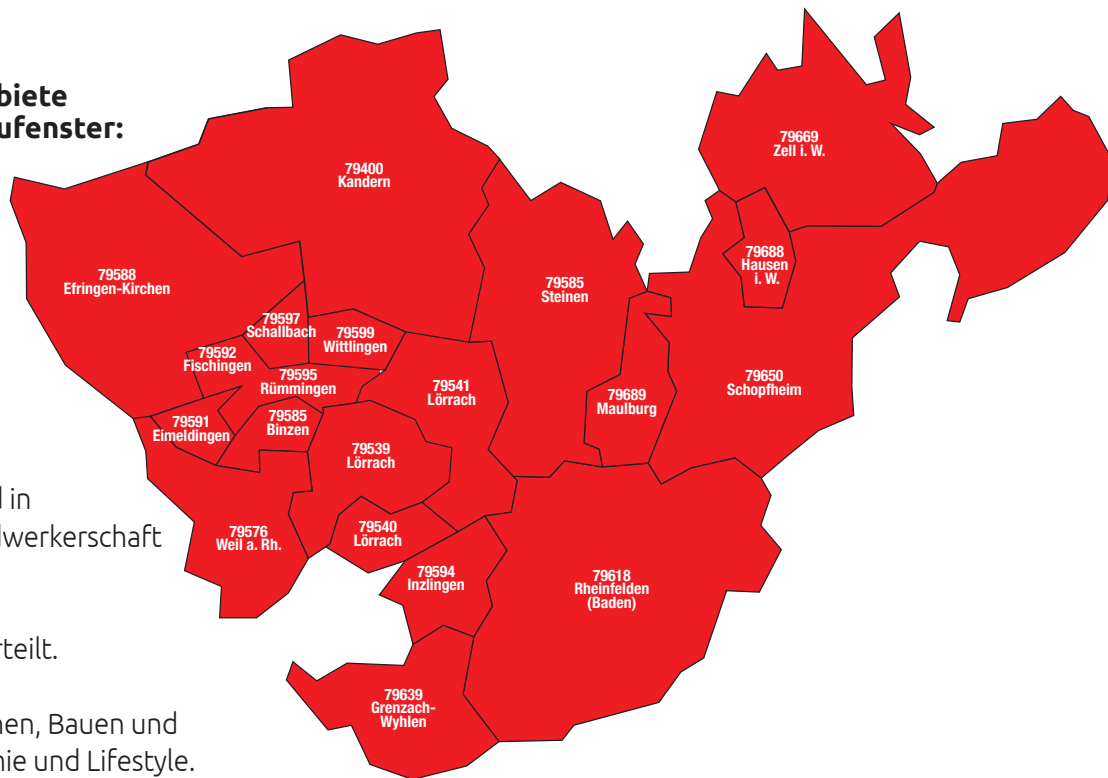 biete
ufenster:
79669
Zell i. W.
79400
Kandern
79688
Hausen
i. W.
79588
Efringen-Kirchen
79585
Steinen
79597
Schallbach
79599
Wittlingen
79592
Fischingen
79595
Rümmingen
79541
Lörrach
79650
Schopfheim
79689
Maulburg
79591
Eimeldingen
79585
Binzen
79539
Lörrach
l in
dwerkerschaft
79576
Weil a. Rh.
79540
Lörrach
79594
Inzlingen
79618
Rheinfelden
(Baden)
rteilt.
79639
Grenzach-
Wyhlen
nen, Bauen und
nie und Lifestyle.